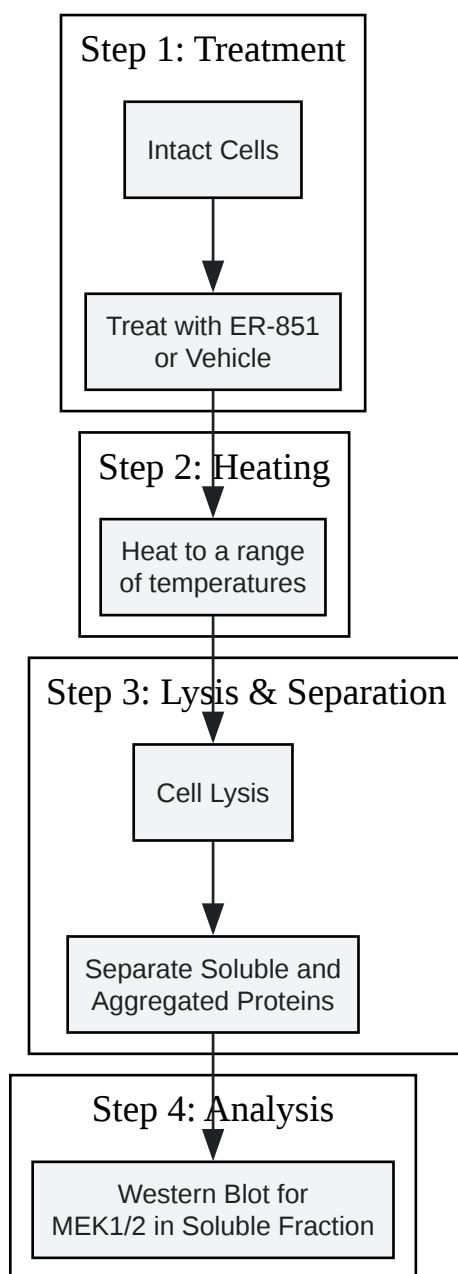 Step 1: Treatment
Intact Cells
Treat with ER-851
or Vehicle
Step 2: Heating
Heat to a range
of temperatures
Step 3: Lysis & Separation
Cell Lysis
Separate Soluble and
Aggregated Proteins
Step 4: Analysis
Western Blot for
MEK1/2 in Soluble Fraction